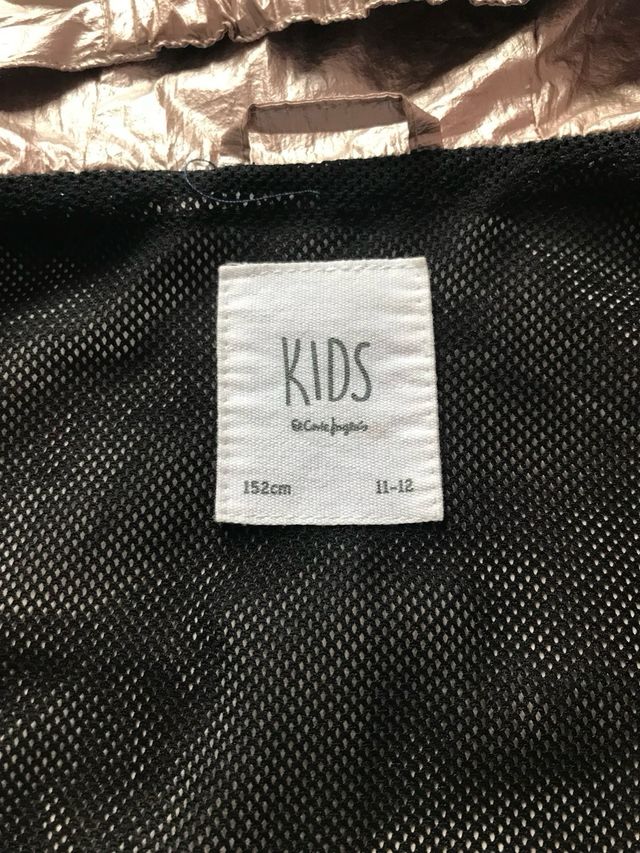 KIDS
El Corte Inglés
152cm 11-12